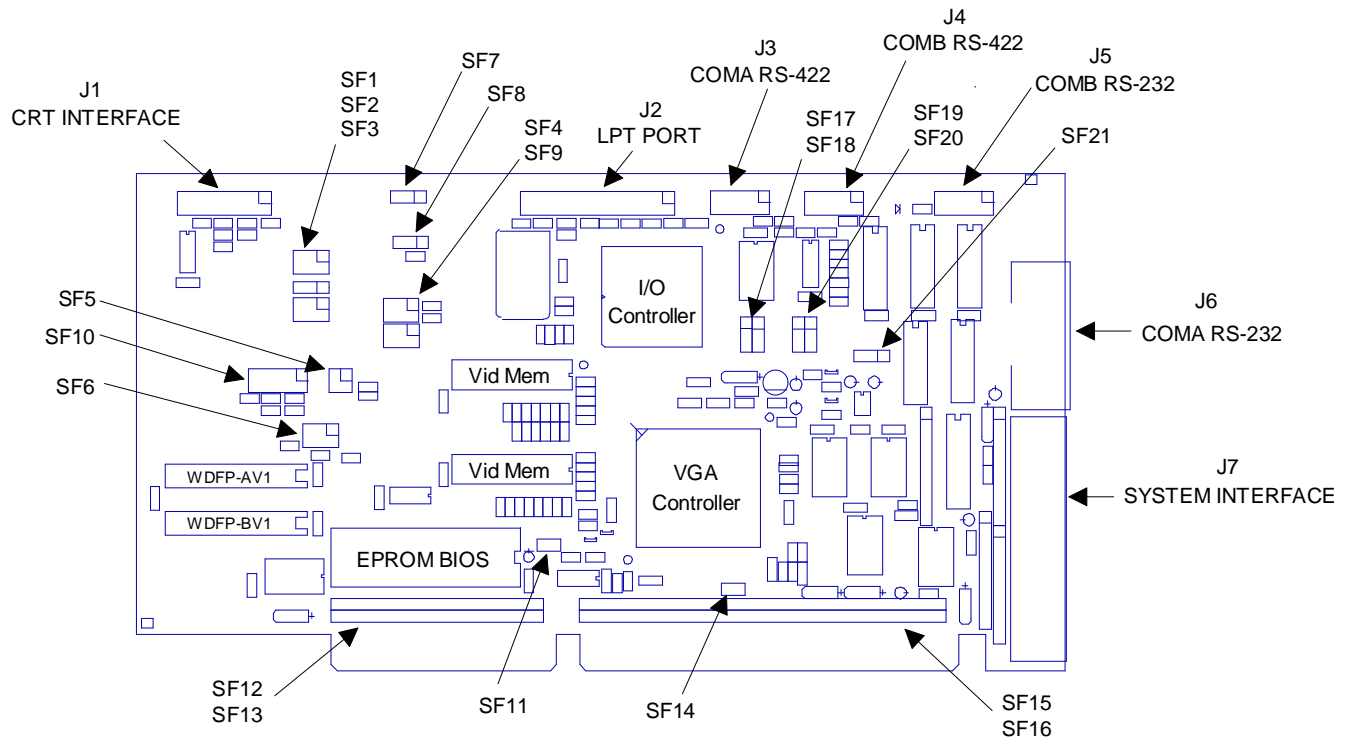 J1
CRT INTERFACE
SF1
SF2
SF3
SF7
SF8
SF4
SF9
J2
LPT PORT
J3
COMA RS-422
SF17
SF18
J4
COMB RS-422
SF19
SF20
J5
COMB RS-232
SF21
SF5
SF10
SF6
I/O
Controller
J6
COMA RS-232
Vid Mem
Vid Mem
VGA
Controller
J7
SYSTEM INTERFACE
WDFP-AV1
WDFP-BV1
EPROM BIOS
SF12
SF13
SF11
SF14
SF15
SF16